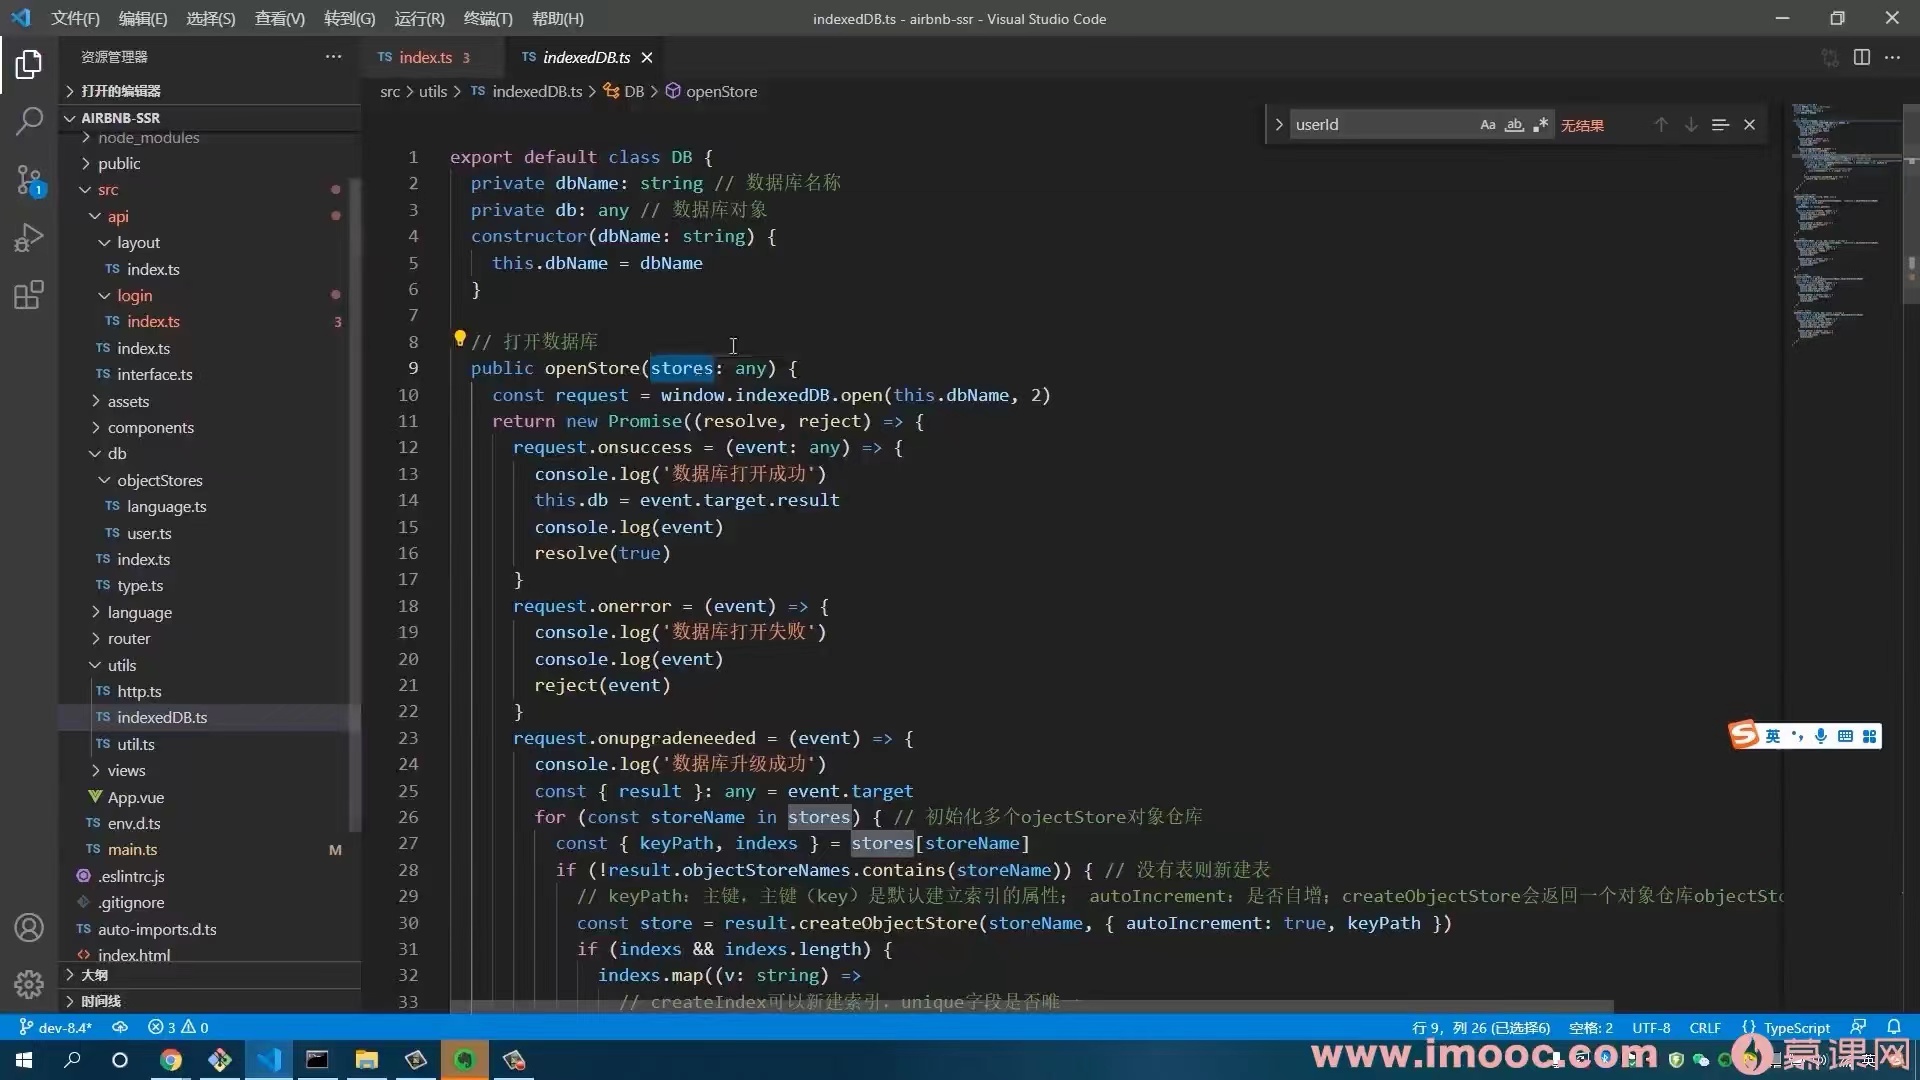 文件(F) 编辑(E) 选择(S) 查看(V) 转到(G) 运行(R) 终端(T) 帮助(H)
indexedDB.ts - airbnb-ssr - Visual Studio Code
资源管理器
打开的编辑器
AIRBNB-SSR
node_modules
public
src
api
layout
TS index.ts
login
TS index.ts 3
TS index.ts
TS interface.ts
assets
components
db
objectStores
TS language.ts
TS user.ts
TS index.ts
TS type.ts
language
router
utils
TS http.ts
TS indexedDB.ts
TS util.ts
views
App.vue
TS env.d.ts
TS main.ts M
.eslintrc.js
.gitignore
TS auto-imports.d.ts
index.html
大纲
时间线
1
TS index.ts 3
TS indexedDB.ts
src > utils > TS indexedDB.ts > DB > openStore
userId Aa ab 无结果
1 export default class DB {
2 private dbName: string // 数据库名称
3 private db: any // 数据库对象
4 constructor(dbName: string) {
5 this.dbName = dbName
6 }
7
8 // 打开数据库
9 public openStore(stores: any) {
10 const request = window.indexedDB.open(this.dbName, 2)
11 return new Promise((resolve, reject) => {
12 request.onsuccess = (event: any) => {
13 console.log('数据库打开成功')
14 this.db = event.target.result
15 console.log(event)
16 resolve(true)
17 }
18 request.onerror = (event) => {
19 console.log('数据库打开失败')
20 console.log(event)
21 reject(event)
22 }
23 request.onupgradeneeded = (event) => {
24 console.log('数据库升级成功')
25 const { result }: any = event.target
26 for (const storeName in stores) { // 初始化多个ojectStore对象仓库
27 const { keyPath, indexs } = stores[storeName]
28 if (!result.objectStoreNames.contains(storeName)) { // 没有表则新建表
29 // keyPath: 主键，主键（key）是默认建立索引的属性； autoIncrement: 是否自增；createObjectStore会返回一个对象仓库objectSto
30 const store = result.createObjectStore(storeName, { autoIncrement: true, keyPath })
31 if (indexs && indexs.length) {
32 indexs.map((v: string) =>
33 // createIndex可以新建索引，unique字段是否唯一
英
dev-8.4* 3 0
行 9，列 26 (已选择6) 空格: 2 UTF-8 CRLF {} TypeScript
www.imooc.com 慕课网
英